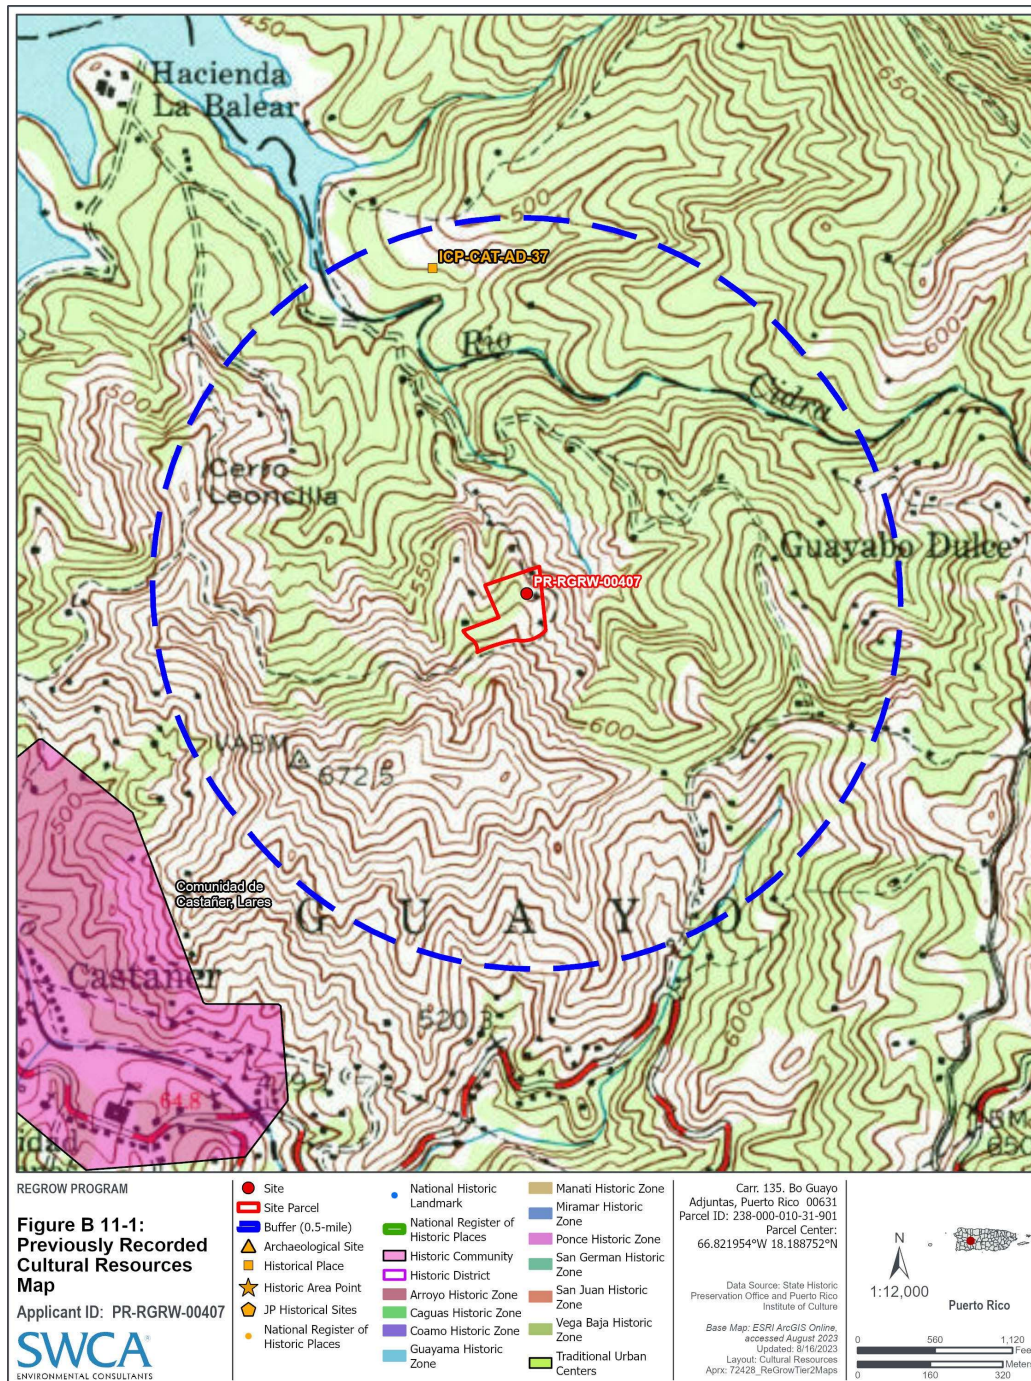 450
Hacienda
La Balear
650
500
ICP-CAT-AD-37
600
Rio
Cidra
500
Cerro
Leoncilla
Guayabo Dulce
550
PR-RGRW-00407
600
VABM
672.5
500
Comunidad de
Castañer, Lares
G U A Y O
Castañer
520.3
600
64.8
REGROW PROGRAM
Figure B 11-1:
Previously Recorded
Cultural Resources
Map
Applicant ID: PR-RGRW-00407
SWCA
ENVIRONMENTAL CONSULTANTS
Site
Site Parcel
Buffer (0.5-mile)
Archaeological Site
Historical Place
Historic Area Point
JP Historical Sites
National Register of
Historic Places
National Historic
Landmark
National Register of
Historic Places
Historic Community
Historic District
Arroyo Historic Zone
Caguas Historic Zone
Coamo Historic Zone
Guayama Historic
Zone
Manati Historic Zone
Miramar Historic
Zone
Ponce Historic Zone
San German Historic
Zone
San Juan Historic
Zone
Vega Baja Historic
Zone
Traditional Urban
Centers
Carr. 135. Bo Guayo
Adjuntas, Puerto Rico 00631
Parcel ID: 238-000-010-31-901
Parcel Center:
66.821954°W 18.188752°N
Data Source: State Historic
Preservation Office and Puerto Rico
Institute of Culture
Base Map: ESRI ArcGIS Online,
accessed August 2023
Updated: 8/16/2023
Layout: Cultural Resources
Aprx: 72428_ReGrowTier2Maps
N
1:12,000
Puerto Rico
0 560 1,120
Feet
Meters
0 160 320